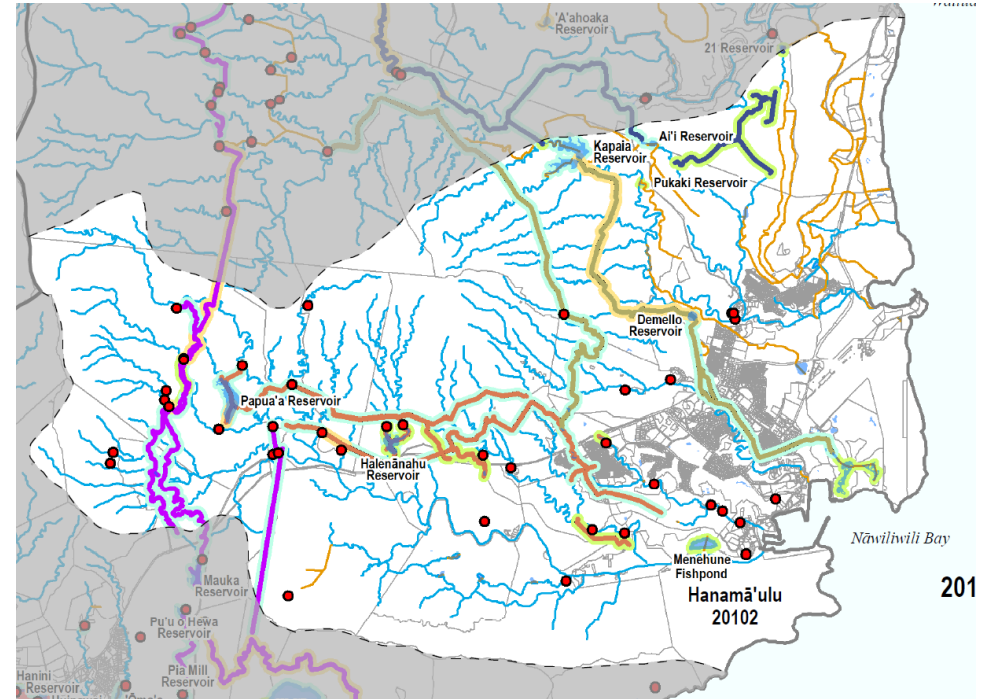 'A'ahoaka
Reservoir
21 Reservoir
Ai'i Reservoir
Kapaia
Reservoir
Pukaki Reservoir
Demello
Reservoir
Papua'a Reservoir
Halenānahu
Reservoir
Nāwiliwili Bay
Menehune
Fishpond
Mauka
Reservoir
Hanamā'ulu
20102
201
Pu'u o Hewa
Reservoir
Pia Mill
Reservoir
Hanini
Reservoir